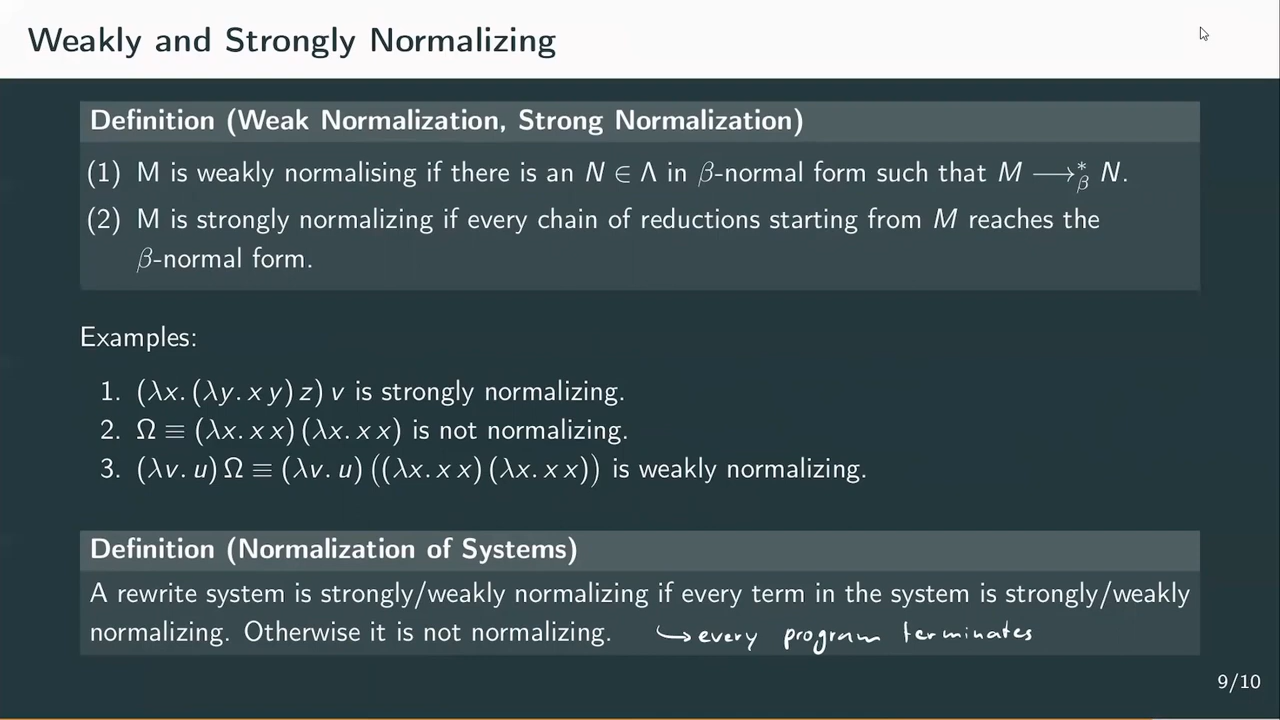 Weakly and Strongly Normalizing
Definition (Weak Normalization, Strong Normalization)
(1) M is weakly normalising if there is an N ∈ Λ in β-normal form such that M ⟶*β N.
(2) M is strongly normalizing if every chain of reductions starting from M reaches the
β-normal form.
Examples:
1. (λx. (λy. x y) z) v is strongly normalizing.
2. Ω ≡ (λx. x x) (λx. x x) is not normalizing.
3. (λv. u) Ω ≡ (λv. u) ((λx. x x) (λx. x x)) is weakly normalizing.
Definition (Normalization of Systems)
A rewrite system is strongly/weakly normalizing if every term in the system is strongly/weakly
normalizing. Otherwise it is not normalizing. ↪ every program terminates
9/10